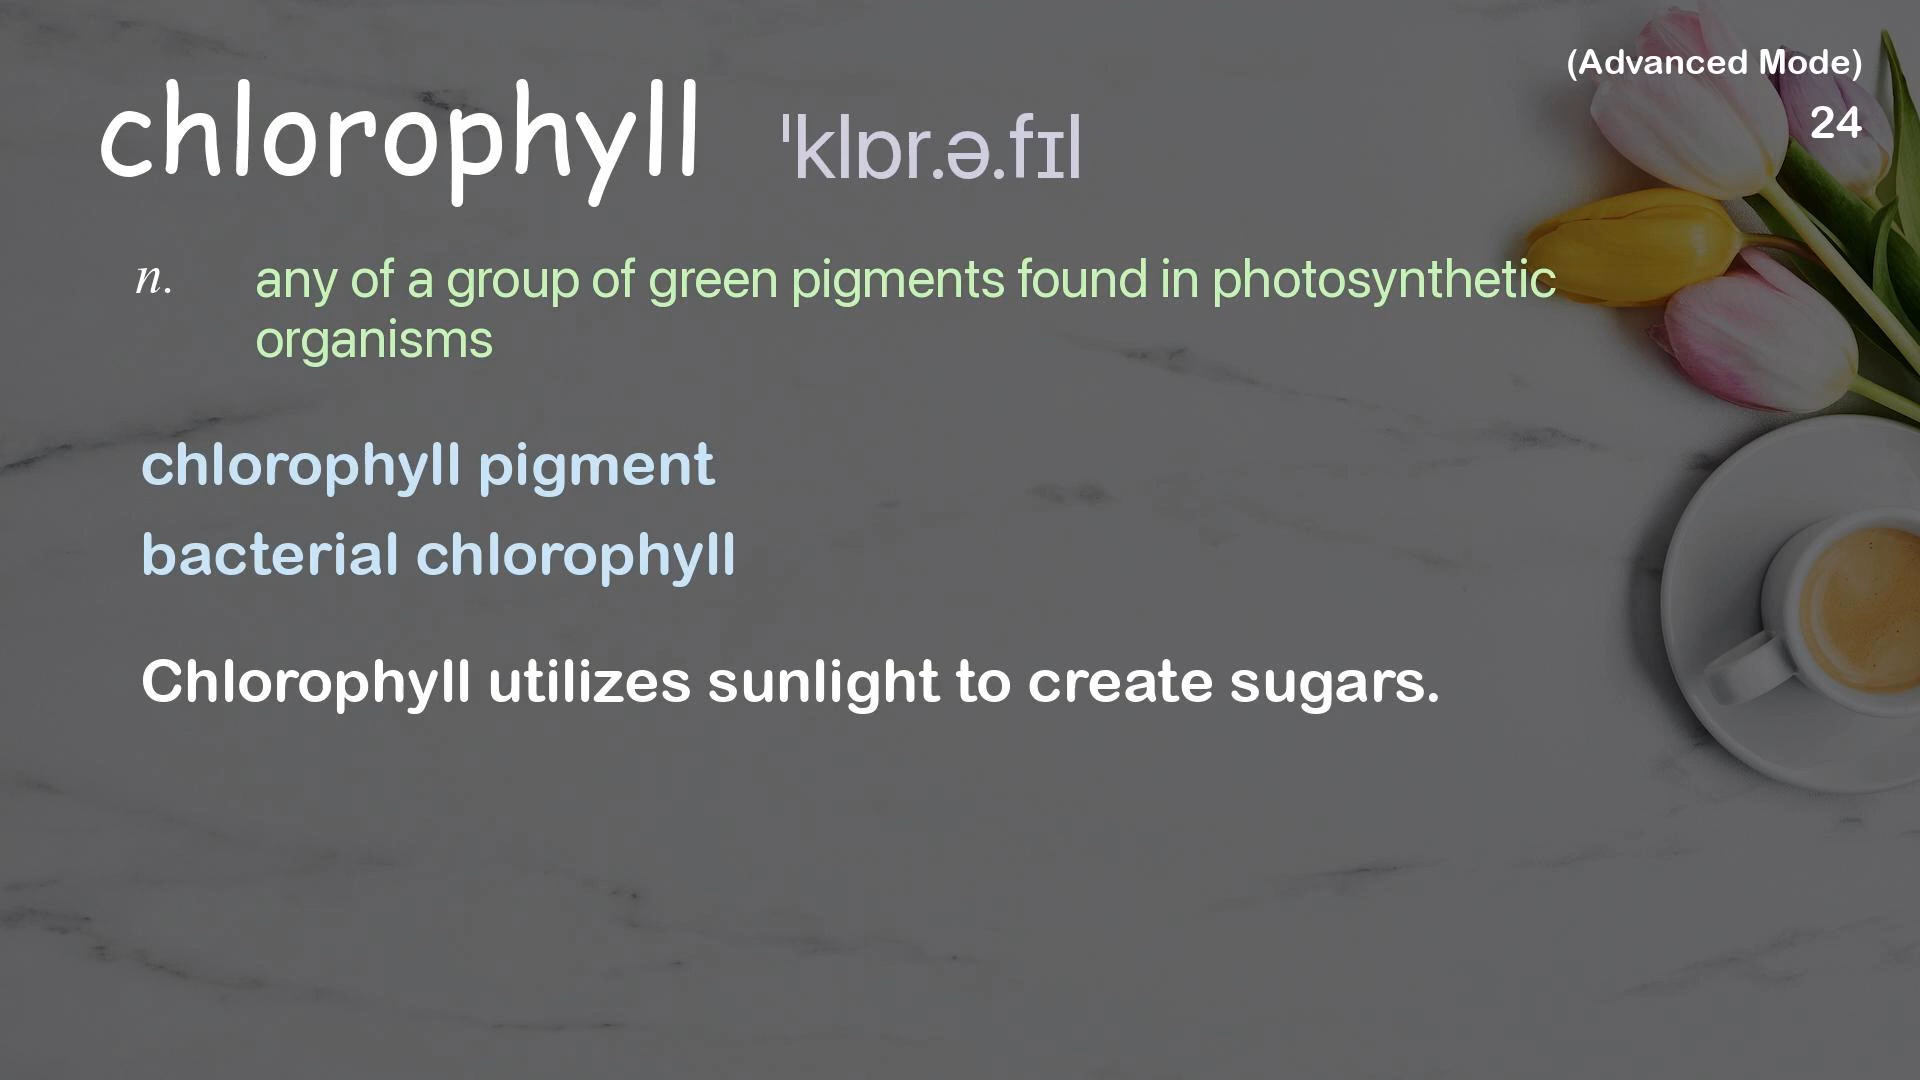 (Advanced Mode)
24
chlorophyll ˈklɒr.ə.fɪl
n. any of a group of green pigments found in photosynthetic
organisms
chlorophyll pigment
bacterial chlorophyll
Chlorophyll utilizes sunlight to create sugars.